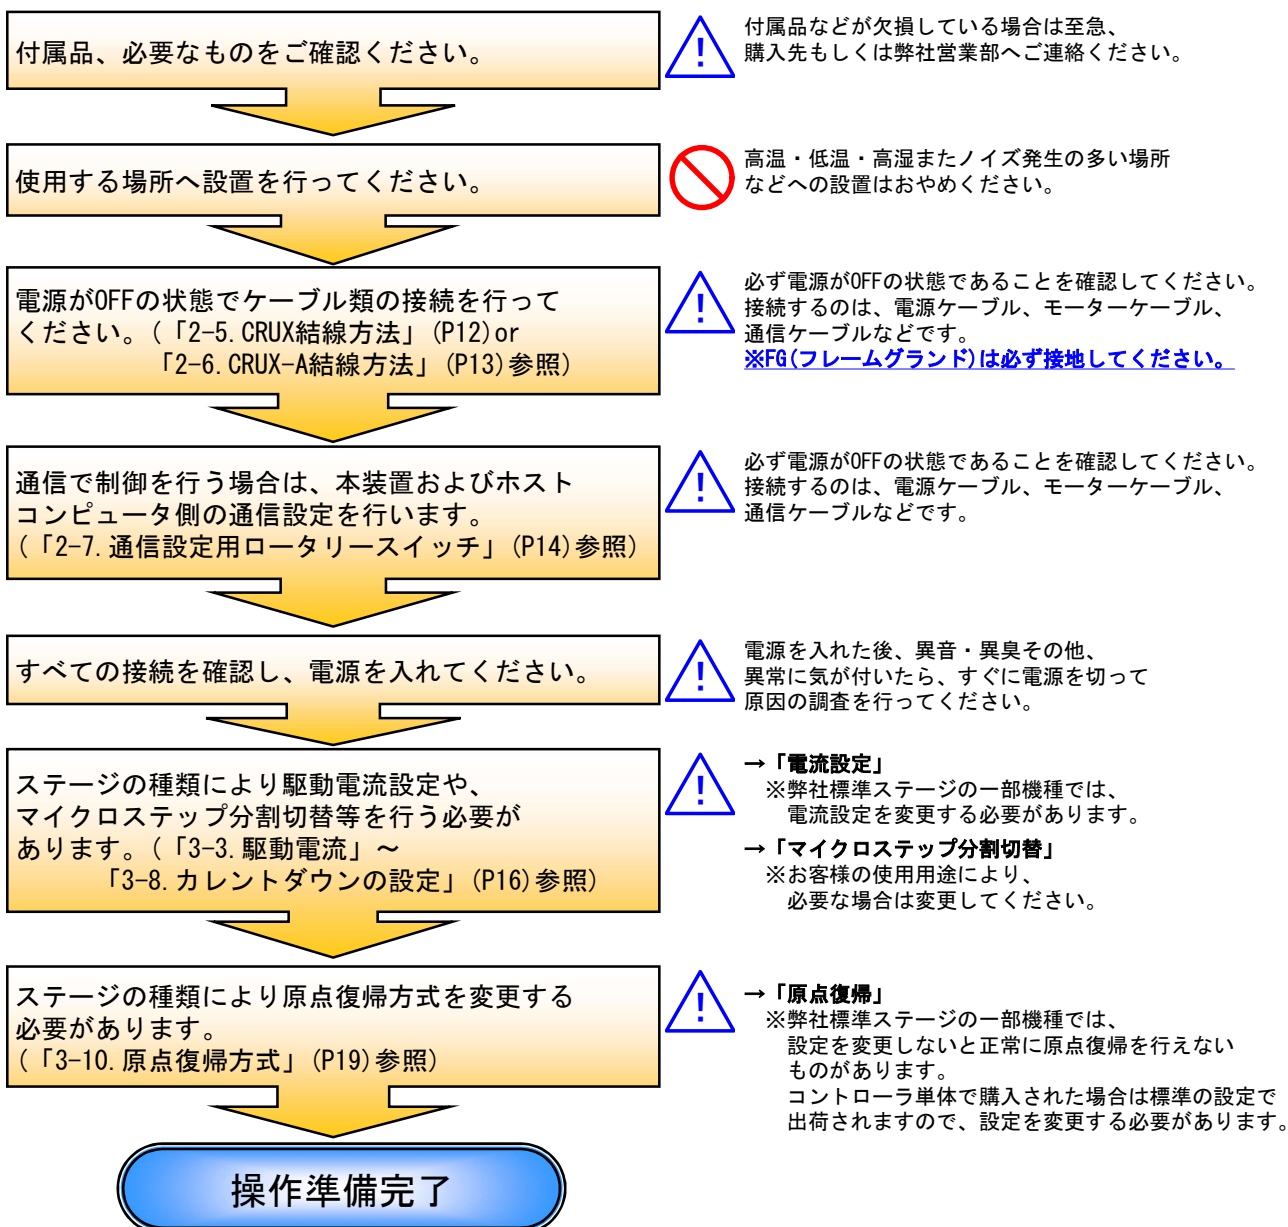 付属品、必要なものをご確認ください。
付属品などが欠損している場合は至急、
購入先もしくは弊社営業部へご連絡ください。
使用する場所へ設置を行ってください。
高温・低温・高湿またノイズ発生の多い場所
などへの設置はおやめください。
電源がOFFの状態でケーブル類の接続を行って
ください。(「2-5.CRUX結線方法」(P12)or
「2-6.CRUX-A結線方法」(P13)参照)
必ず電源がOFFの状態であることを確認してください。
接続するのは、電源ケーブル、モーターケーブル、
通信ケーブルなどです。
※FG(フレームグランド)は必ず接地してください。
通信で制御を行う場合は、本装置およびホスト
コンピュータ側の通信設定を行います。
(「2-7.通信設定用ロータリースイッチ」(P14)参照)
必ず電源がOFFの状態であることを確認してください。
接続するのは、電源ケーブル、モーターケーブル、
通信ケーブルなどです。
すべての接続を確認し、電源を入れてください。
電源を入れた後、異音・異臭その他、
異常に気が付いたら、すぐに電源を切って
原因の調査を行ってください。
ステージの種類により駆動電流設定や、
マイクロステップ分割切替等を行う必要が
あります。(「3-3.駆動電流」～
「3-8.カレントダウンの設定」(P16)参照)
→「電流設定」
※弊社標準ステージの一部機種では、
電流設定を変更する必要があります。
→「マイクロステップ分割切替」
※お客様の使用用途により、
必要な場合は変更してください。
ステージの種類により原点復帰方式を変更する
必要があります。
(「3-10.原点復帰方式」(P19)参照)
→「原点復帰」
※弊社標準ステージの一部機種では、
設定を変更しないと正常に原点復帰を行えない
ものがあります。
コントローラ単体で購入された場合は標準の設定で
出荷されますので、設定を変更する必要があります。
操作準備完了